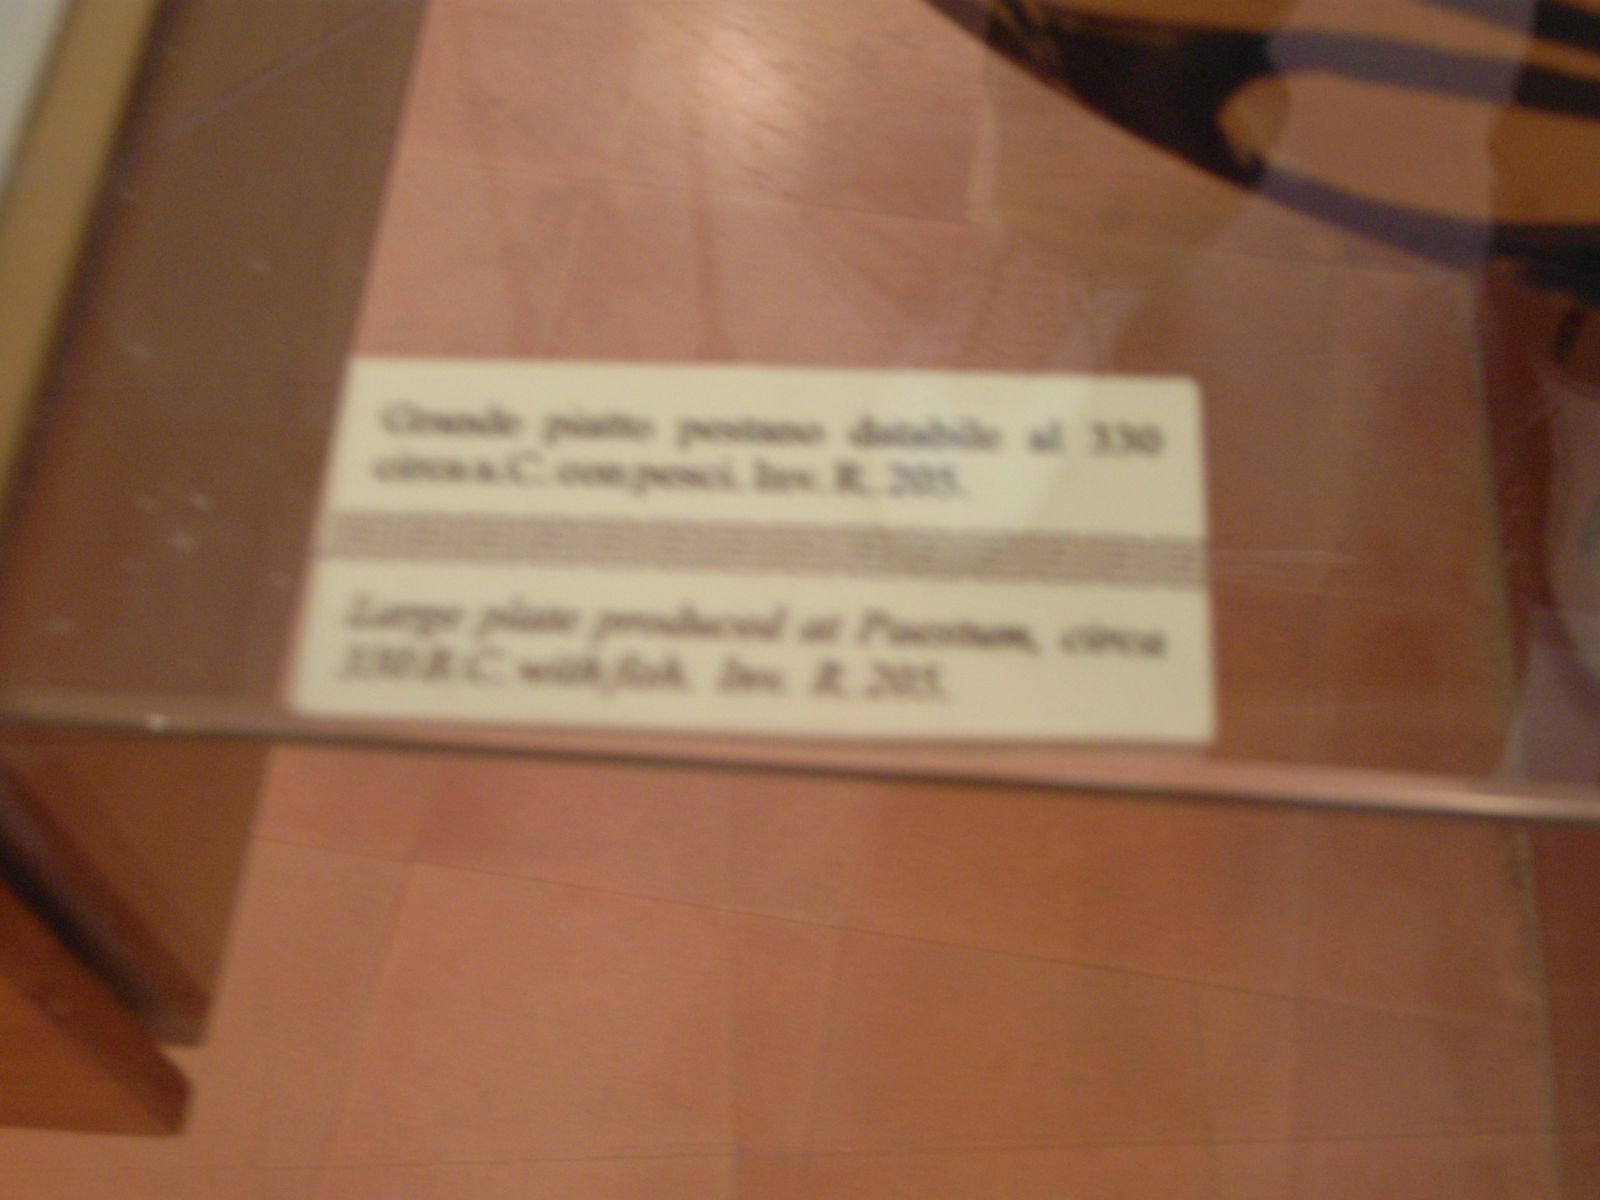 Grande piatto pestano databile al 330
circa a.C. con pesci. Inv. R. 205.
Large plate produced at Paestum, circa
330 B.C. with fish. Inv. R. 205.